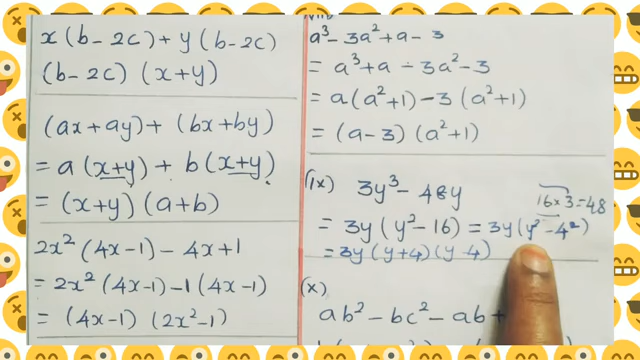 x(b-2c)+y(b-2c)
(b-2c)(x+y)
(ax+ay)+(bx+by)
=a(x+y)+b(x+y)
=(x+y)(a+b)
2x²(4x-1)-4x+1
=2x²(4x-1)-1(4x-1)
=(4x-1)(2x²-1)
a³-3a²+a-3
=a³+a-3a²-3
=a(a²+1)-3(a²+1)
=(a-3)(a²+1)
(ix) 3y³-48y
16×3=48
=3y(y²-16)=3y(y²-4²)
=3y(y+4)(y-4)
(x)
ab²-bc²-ab+